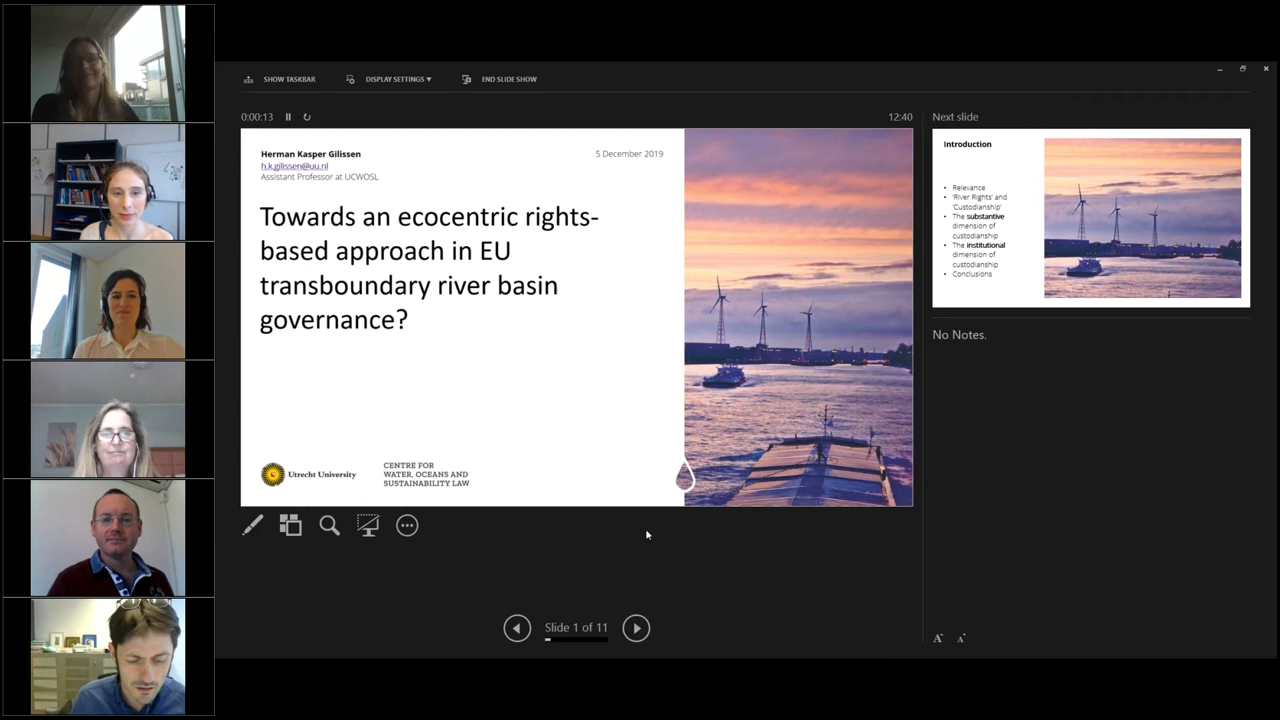 SHOW TASKBAR
DISPLAY SETTINGS ▼
END SLIDE SHOW
0:00:13
12:40
Next slide
Herman Kasper Gilissen
5 December 2019
h.k.gilissen@uu.nl
Assistant Professor at UCWOSL
Towards an ecocentric rights-
based approach in EU
transboundary river basin
governance?
Utrecht University
CENTRE FOR
WATER, OCEANS AND
SUSTAINABILITY LAW
Introduction
• Relevance
• 'River Rights' and
'Custodianship'
• The substantive
dimension of
custodianship
• The institutional
dimension of
custodianship
• Conclusions
No Notes.
Slide 1 of 11
A
A